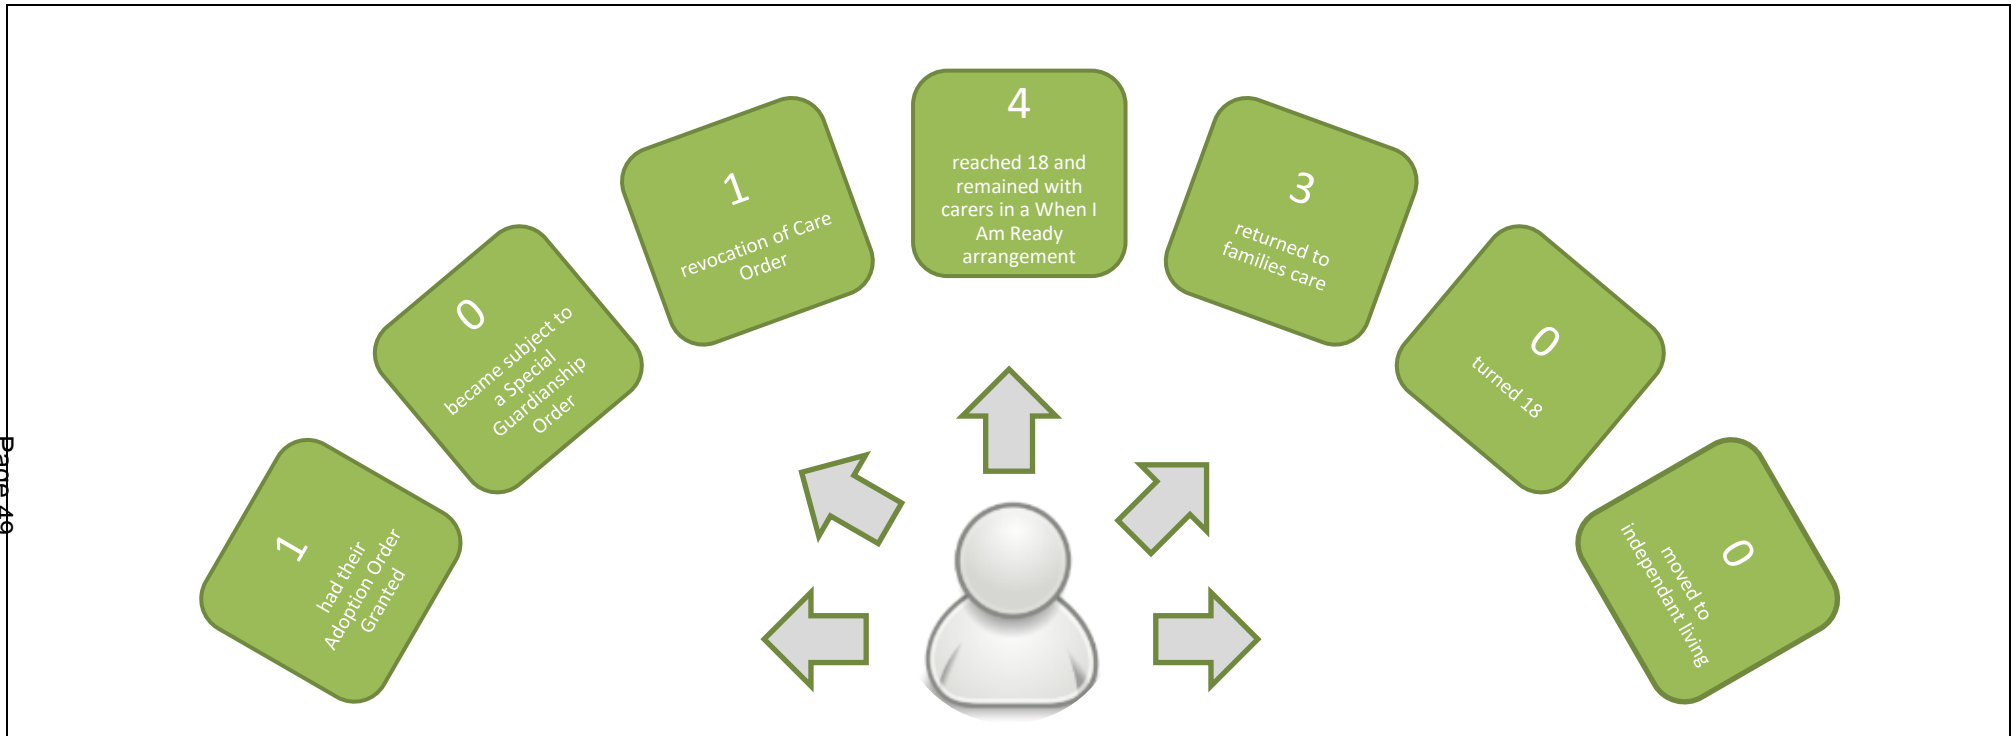 1
had their
Adoption Order
Granted
0
became subject to
a Special
Guardianship
Order
1
revocation of Care
Order
4
reached 18 and
remained with
carers in a When I
Am Ready
arrangement
3
returned to
families care
0
turned 18
0
moved to
independant living
Page 49